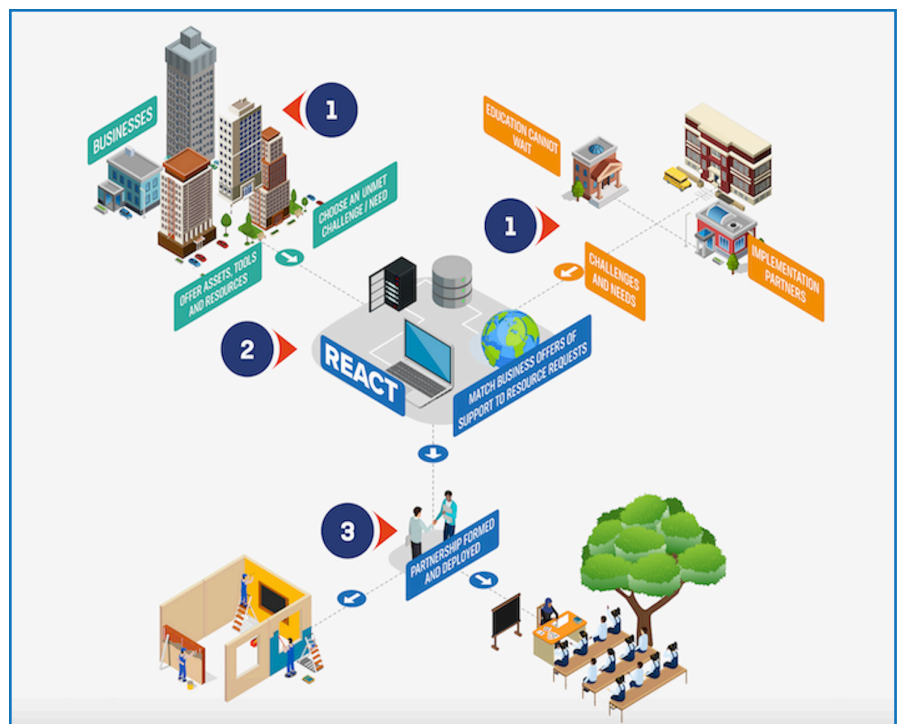 BUSINESSES
1
CHOOSE AN UNMET
CHALLENGE / NEED
OFFER ASSETS, TOOLS
AND RESOURCES
EDUCATION CANNOT
WAIT
1
IMPLEMENTATION
PARTNERS
CHALLENGES
AND NEEDS
2
REACT
MATCH BUSINESS OFFERS OF
SUPPORT TO RESOURCE REQUESTS
3
PARTNERSHIP FORMED
AND DEPLOYED